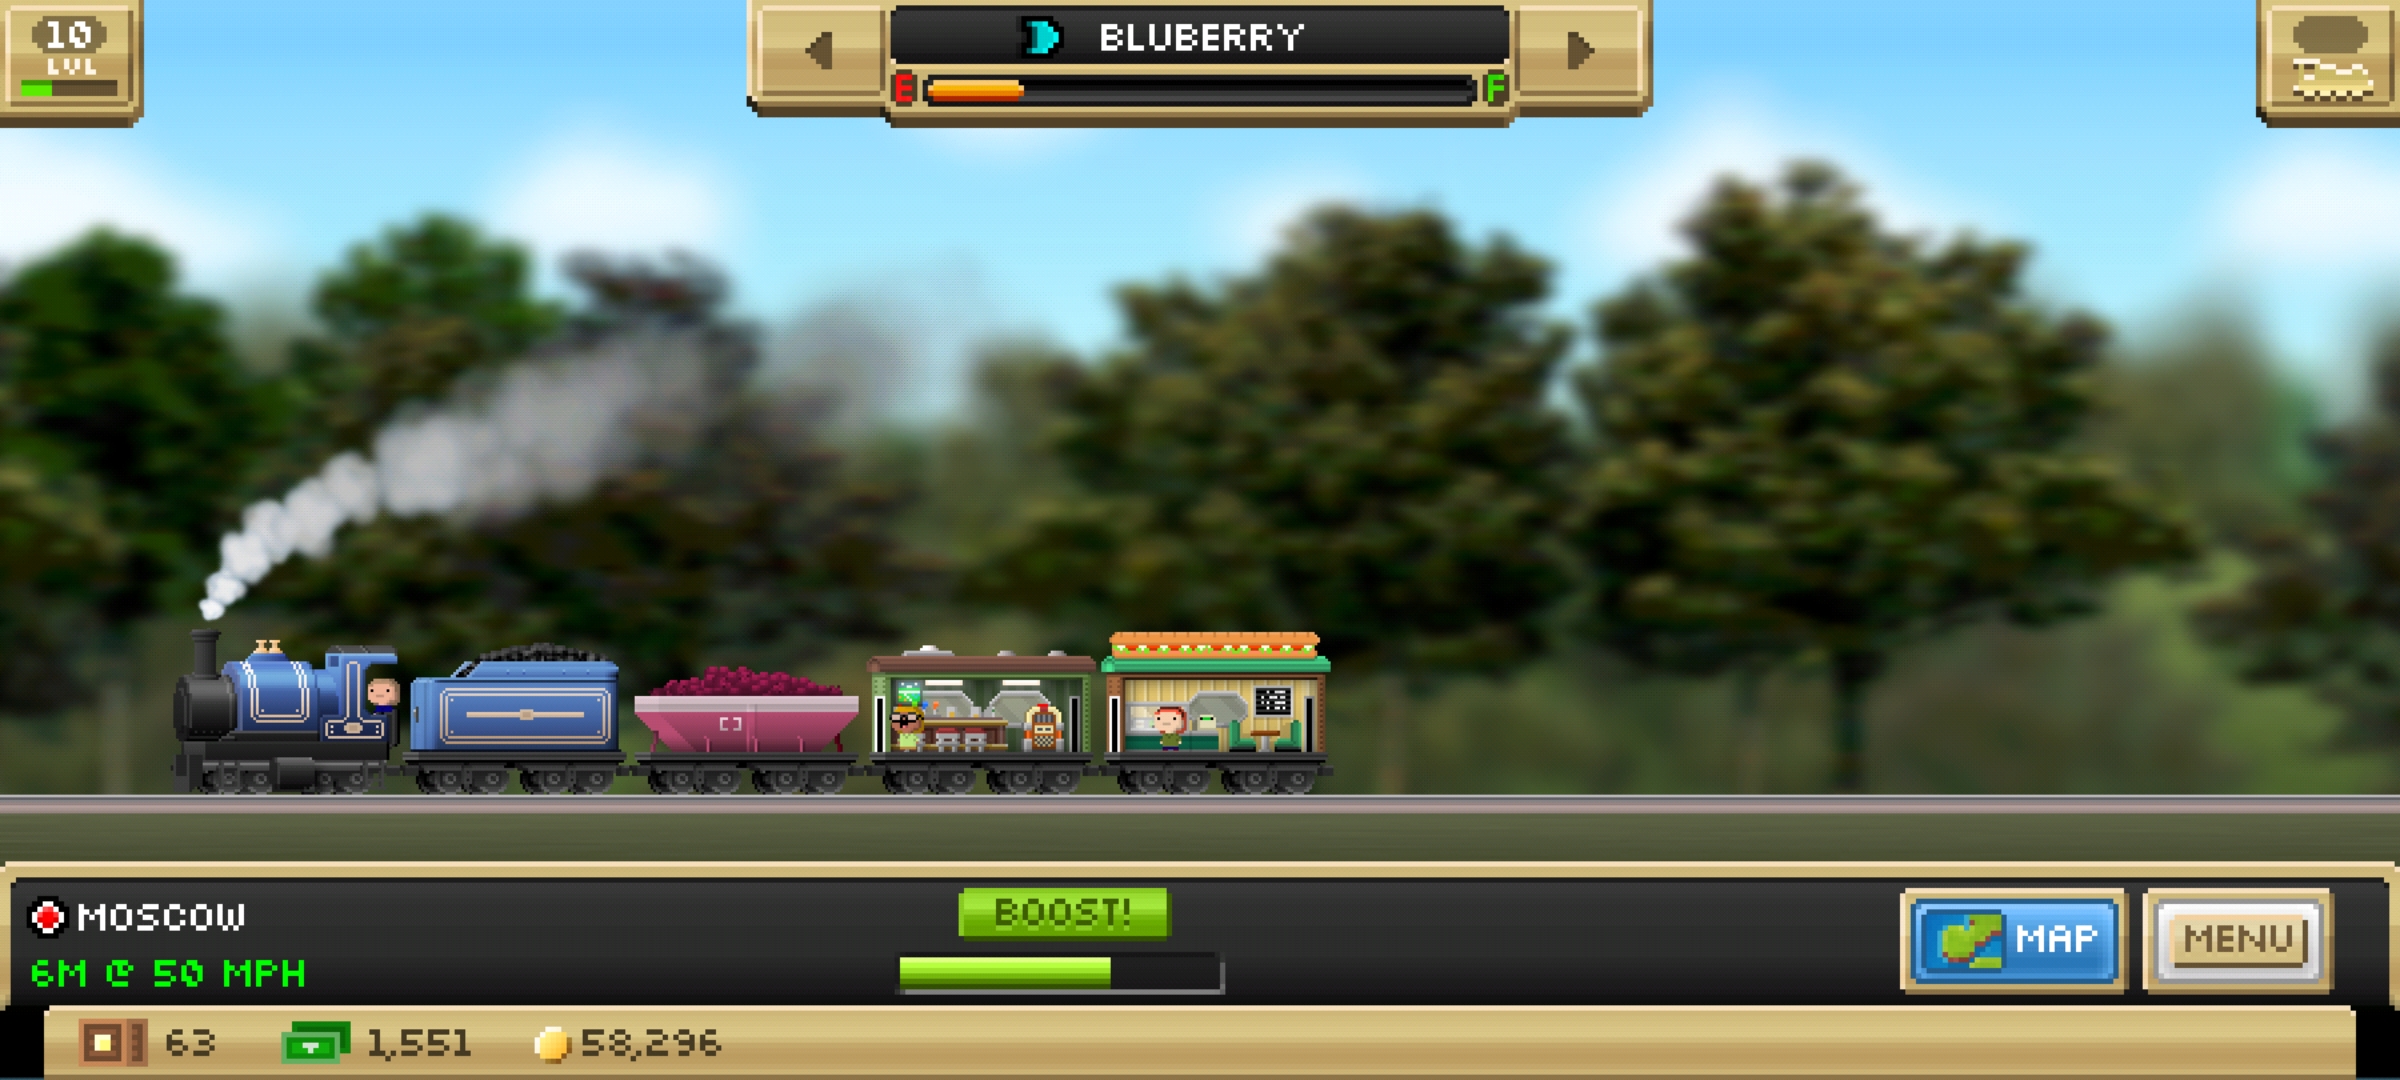 10
LVL
BLUBERRY
E
F
MOSCOW
6M @ 50 MPH
BOOST!
MAP
MENU
63
1,551
58,296